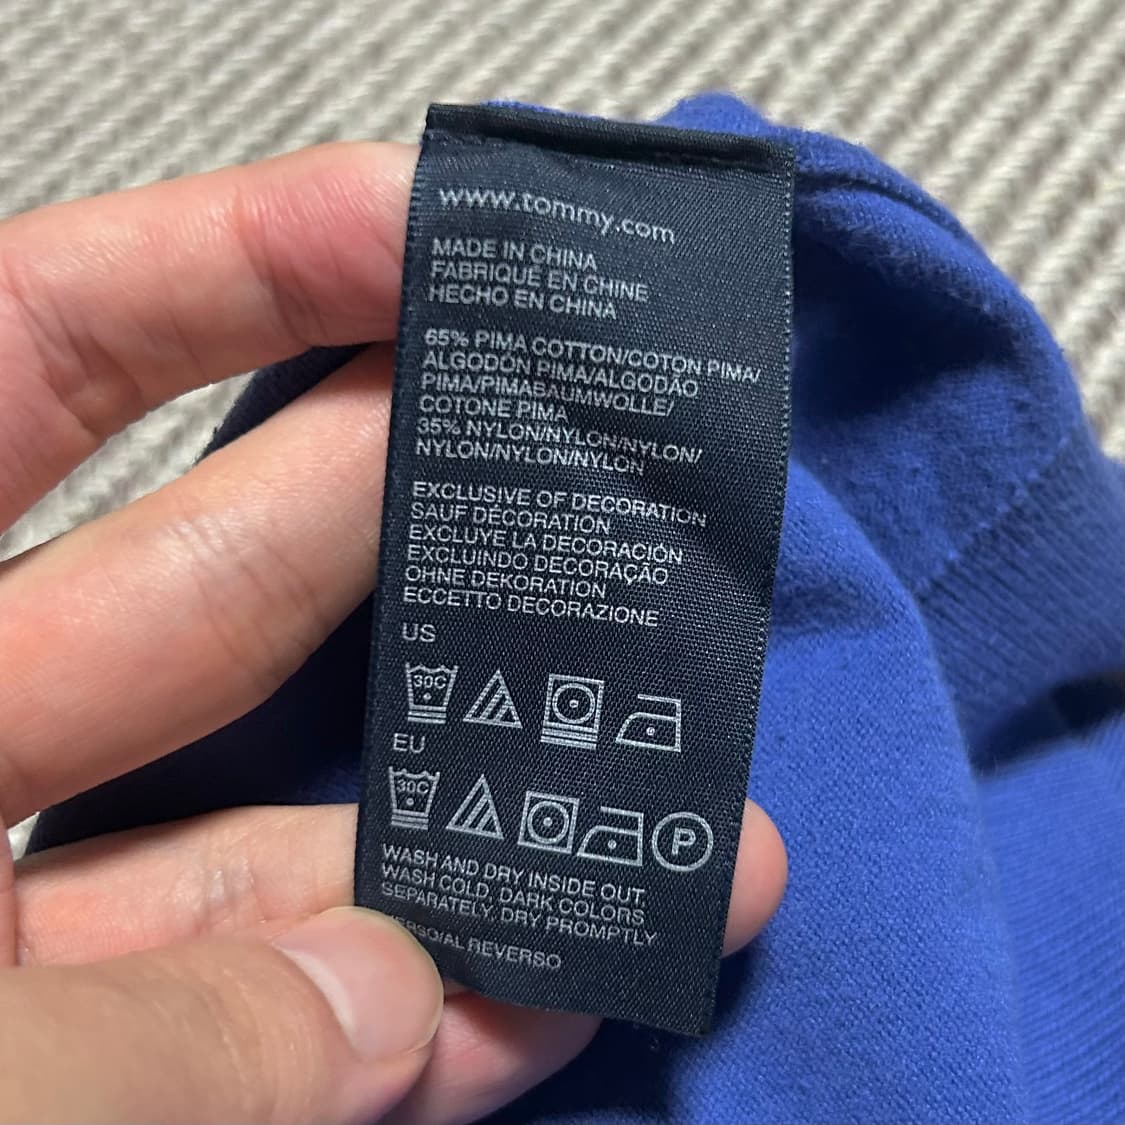 www.tommy.com
MADE IN CHINA
FABRIQUÉ EN CHINE
HECHO EN CHINA
65% PIMA COTTON/COTON PIMA/
ALGODÓN PIMA/ALGODÃO
PIMA/PIMABAUMWOLLE/
COTONE PIMA
35% NYLON/NYLON/NYLON/
NYLON/NYLON/NYLON
EXCLUSIVE OF DECORATION
SAUF DÉCORATION
EXCLUYE LA DECORACIÓN
EXCLUINDO DECORAÇÃO
OHNE DEKORATION
ECCETTO DECORAZIONE
US
30C
EU
30C
P
WASH AND DRY INSIDE OUT.
WASH COLD, DARK COLORS
SEPARATELY. DRY PROMPTLY
REVERSO